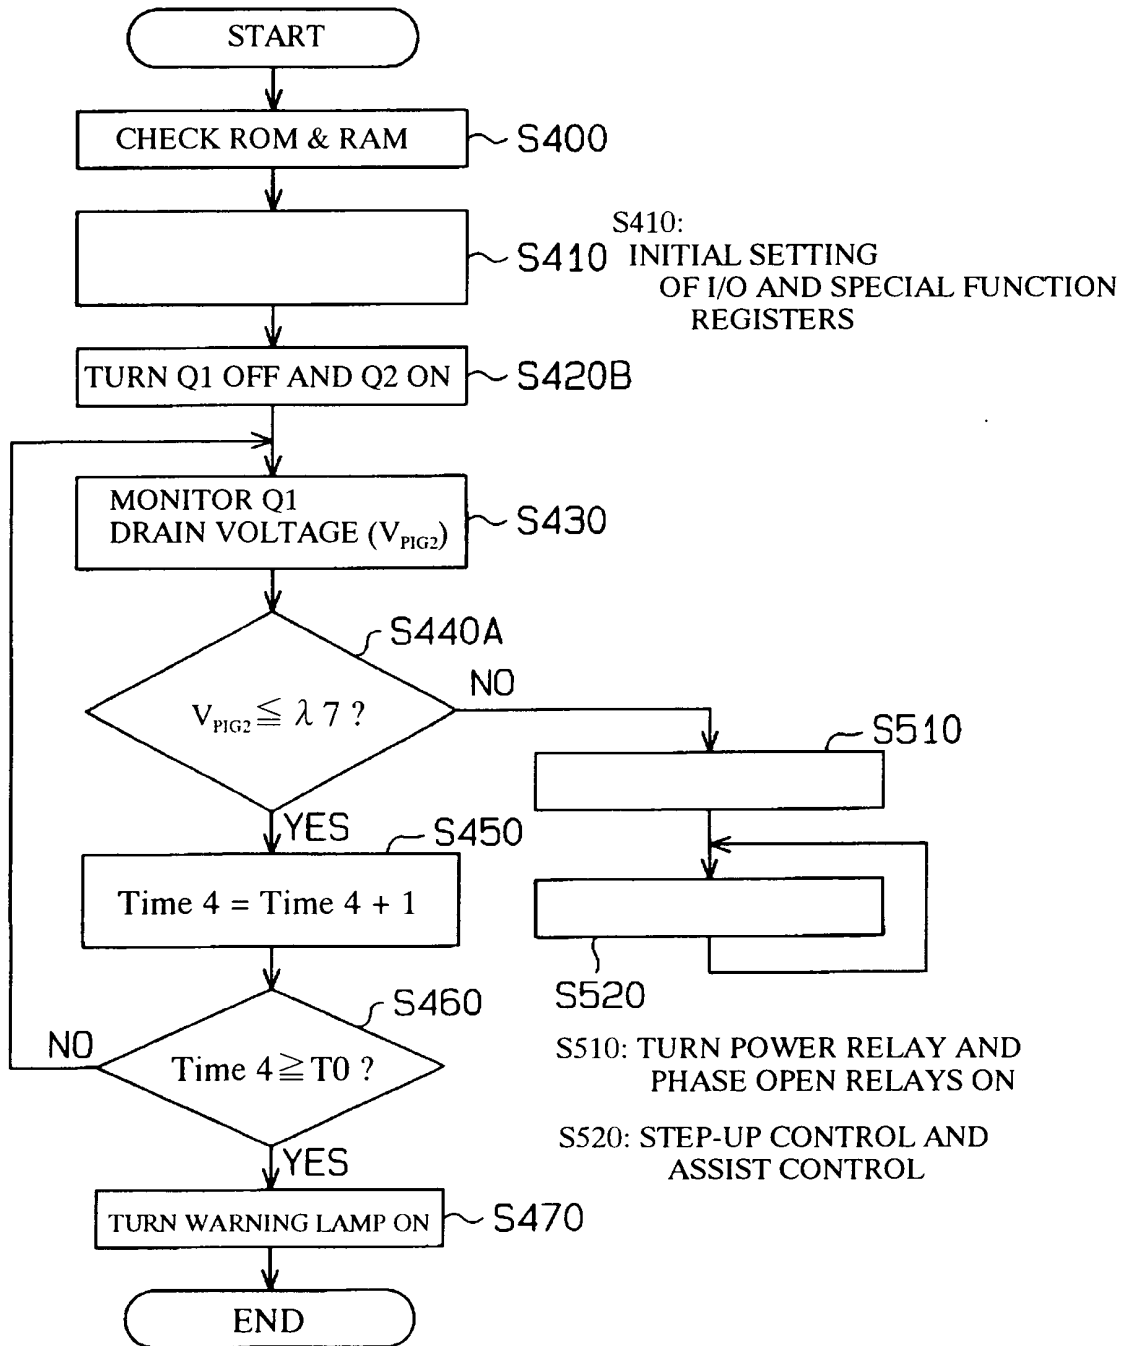 START
CHECK ROM & RAM
S400
S410
S410:
INITIAL SETTING
OF I/O AND SPECIAL FUNCTION
REGISTERS
TURN Q1 OFF AND Q2 ON
S420B
MONITOR Q1
DRAIN VOLTAGE (VPIG2)
S430
S440A
VPIG2 ≦ λ 7 ?
NO
YES
S510
S450
Time 4 = Time 4 + 1
S520
S460
NO
Time 4 ≧ T0 ?
YES
S510: TURN POWER RELAY AND
PHASE OPEN RELAYS ON
S520: STEP-UP CONTROL AND
ASSIST CONTROL
TURN WARNING LAMP ON
S470
END